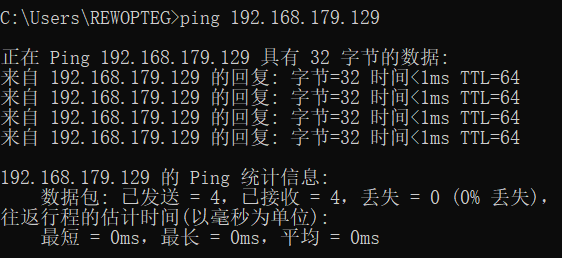 C:\Users\REWOPTEG>ping 192.168.179.129
正在 Ping 192.168.179.129 具有 32 字节的数据:
来自 192.168.179.129 的回复: 字节=32 时间<1ms TTL=64
来自 192.168.179.129 的回复: 字节=32 时间<1ms TTL=64
来自 192.168.179.129 的回复: 字节=32 时间<1ms TTL=64
来自 192.168.179.129 的回复: 字节=32 时间<1ms TTL=64
192.168.179.129 的 Ping 统计信息:
数据包: 已发送 = 4，已接收 = 4，丢失 = 0 (0% 丢失)，
往返行程的估计时间(以毫秒为单位):
最短 = 0ms，最长 = 0ms，平均 = 0ms